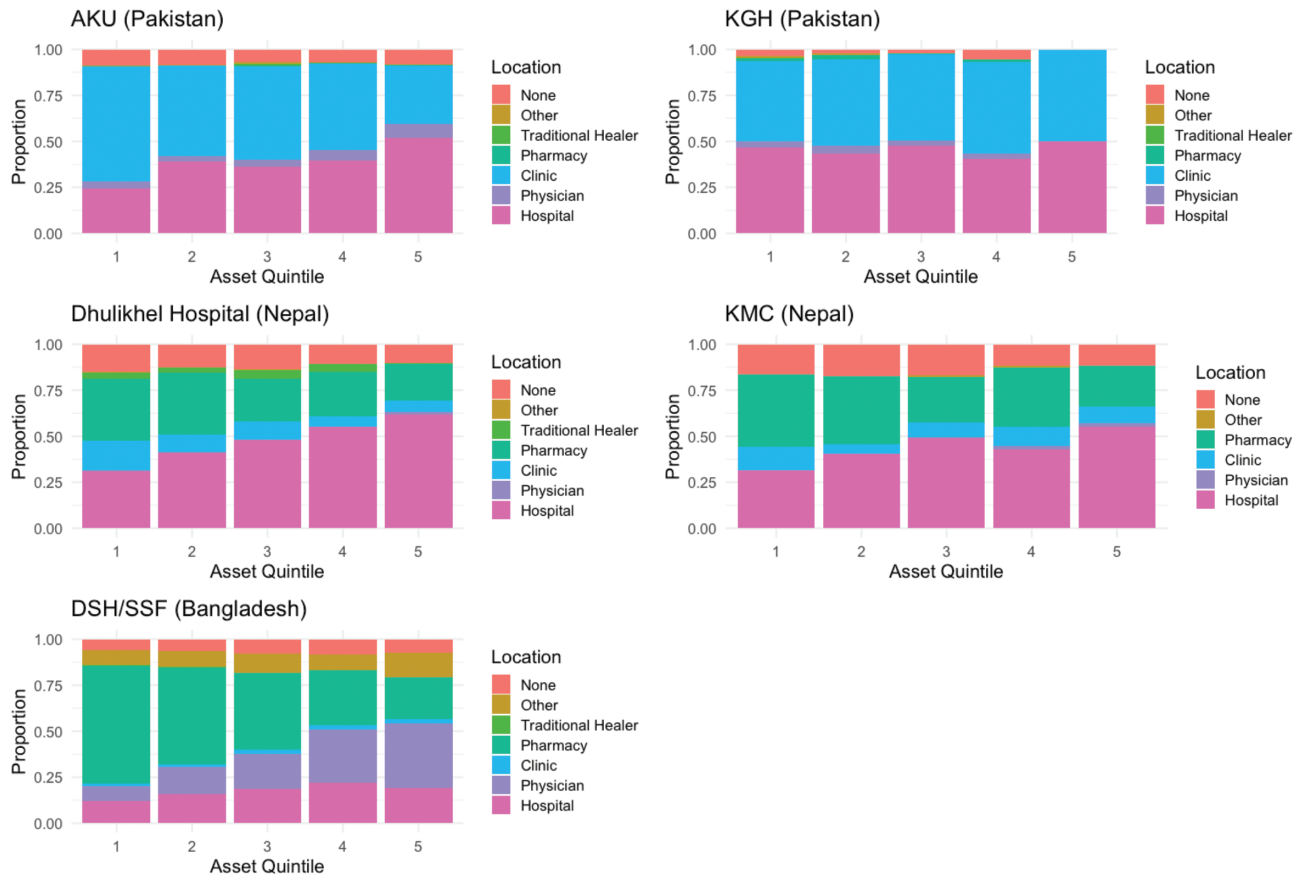 AKU (Pakistan)
1.00
0.75
0.50
0.25
0.00
Proportion
1 2 3 4 5
Asset Quintile
Location
None
Other
Traditional Healer
Pharmacy
Clinic
Physician
Hospital
KGH (Pakistan)
1.00
0.75
0.50
0.25
0.00
Proportion
1 2 3 4 5
Asset Quintile
Location
None
Other
Traditional Healer
Pharmacy
Clinic
Physician
Hospital
Dhulikhel Hospital (Nepal)
1.00
0.75
0.50
0.25
0.00
Proportion
1 2 3 4 5
Asset Quintile
Location
None
Other
Traditional Healer
Pharmacy
Clinic
Physician
Hospital
KMC (Nepal)
1.00
0.75
0.50
0.25
0.00
Proportion
1 2 3 4 5
Asset Quintile
Location
None
Other
Pharmacy
Clinic
Physician
Hospital
DSH/SSF (Bangladesh)
1.00
0.75
0.50
0.25
0.00
Proportion
1 2 3 4 5
Asset Quintile
Location
None
Other
Traditional Healer
Pharmacy
Clinic
Physician
Hospital